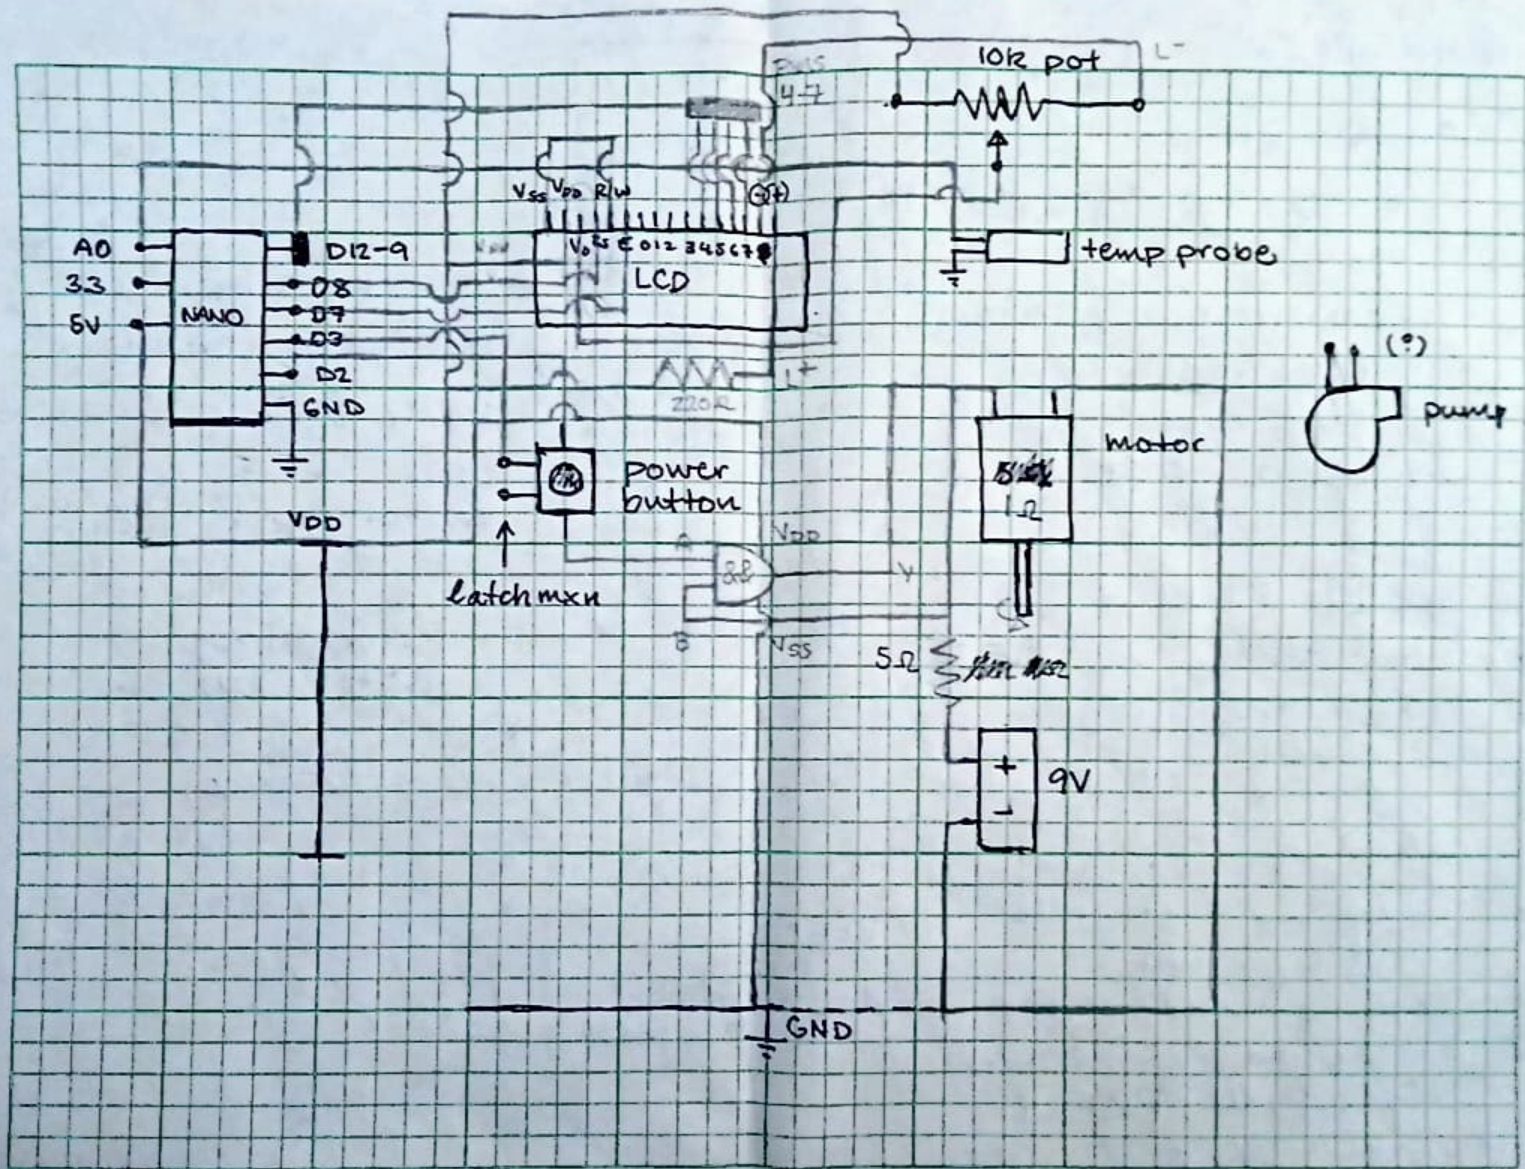 10k pot
L-
4-7
VSS VDD R/W
(-)(+)
A0
D12-9
V0 RS E 0 1 2 3 4 5 6 7
temp probe
3.3
D8
LCD
NANO
D7
5V
D3
(?)
D2
L+
GND
220Ω
pump
motor
power
button
1Ω
VDD
A
VDD
&&
Y
latch mxn
B
VSS
5Ω
+
9V
-
GND